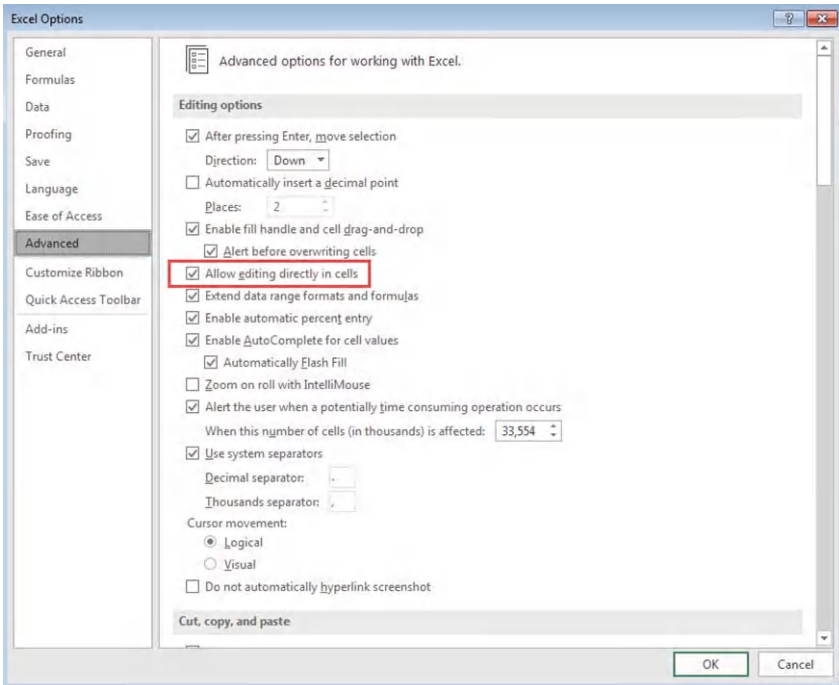 Excel Options
General
Formulas
Data
Proofing
Save
Language
Ease of Access
Advanced
Customize Ribbon
Quick Access Toolbar
Add-ins
Trust Center
Advanced options for working with Excel.
Editing options
After pressing Enter, move selection
Direction: Down
Automatically insert a decimal point
Places: 2
Enable fill handle and cell drag-and-drop
Alert before overwriting cells
Allow editing directly in cells
Extend data range formats and formulas
Enable automatic percent entry
Enable AutoComplete for cell values
Automatically Flash Fill
Zoom on roll with IntelliMouse
Alert the user when a potentially time consuming operation occurs
When this number of cells (in thousands) is affected: 33,554
Use system separators
Decimal separator: .
Thousands separator: ,
Cursor movement:
Logical
Visual
Do not automatically hyperlink screenshot
Cut, copy, and paste
OK Cancel